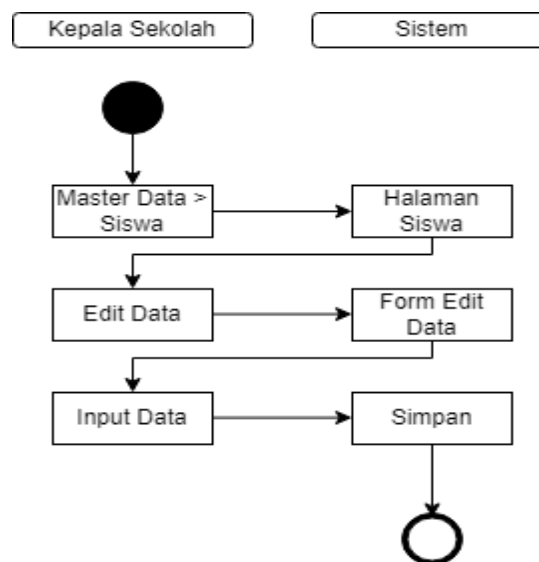 Kepala Sekolah
Sistem
Master Data >
Siswa
Halaman
Siswa
Edit Data
Form Edit
Data
Input Data
Simpan